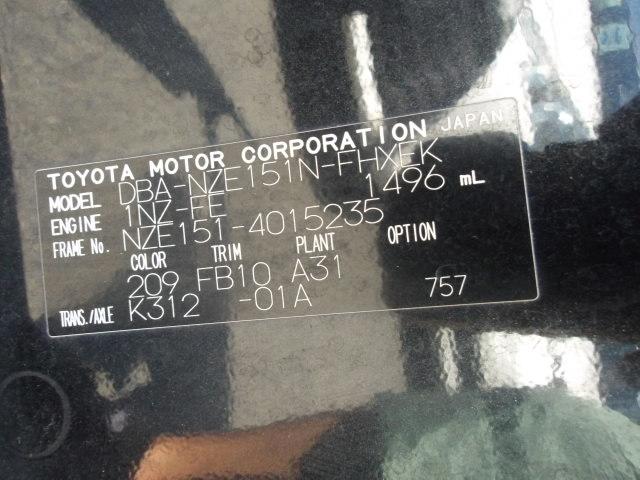 TOYOTA MOTOR CORPORATION JAPAN
MODEL DBA-NZE151N-FHXEK
ENGINE 1NZ-FE 1496 mL
FRAME No. NZE151-4015235
COLOR TRIM PLANT OPTION
209 FB10 A31
TRANS./AXLE K312 -01A 757